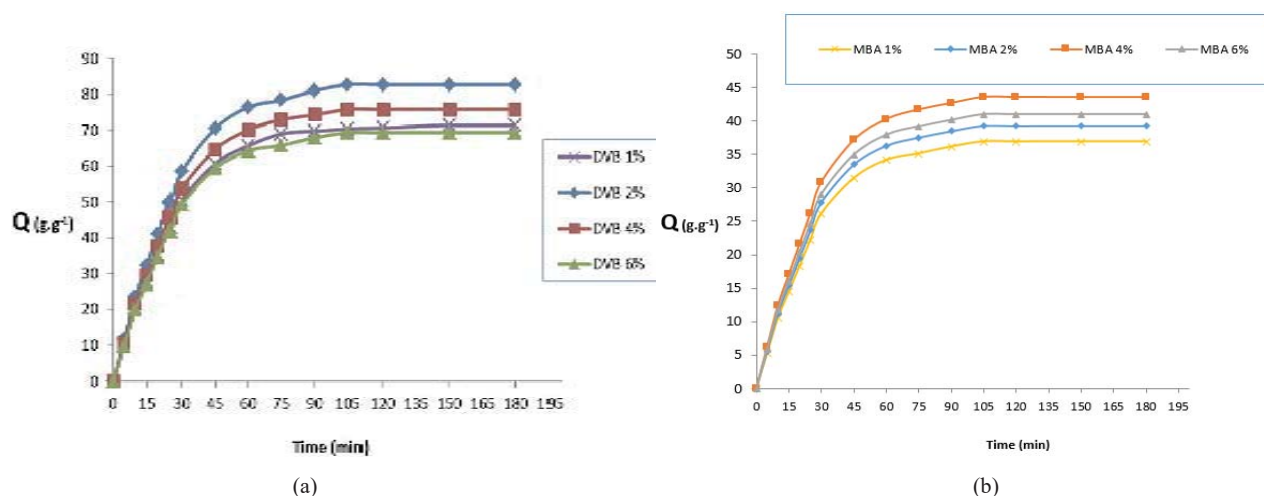 (a)
90
80
70
60
50
40
30
20
10
0
Q (g.g-1)
0 15 30 45 60 75 90 105 120 135 150 165 180 195
Time (min)
DVB 1%
DVB 2%
DVB 4%
DVB 6%
(a)
(b)
MBA 1% MBA 2% MBA 4% MBA 6%
50
45
40
35
30
25
20
15
10
5
0
Q (g.g-1)
0 15 30 45 60 75 90 105 120 135 150 165 180 195
Time (min)
(b)